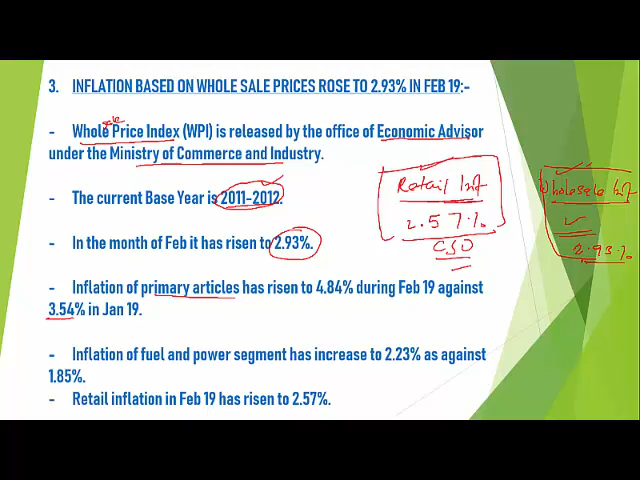 3. INFLATION BASED ON WHOLE SALE PRICES ROSE TO 2.93% IN FEB 19:-
sale
- Whole Price Index (WPI) is released by the office of Economic Advisor
under the Ministry of Commerce and Industry.
- The current Base Year is 2011-2012.
Retail Inf
2.57%
CSO
Wholesale Inf
2.93%
- In the month of Feb it has risen to 2.93%.
- Inflation of primary articles has risen to 4.84% during Feb 19 against
3.54% in Jan 19.
- Inflation of fuel and power segment has increase to 2.23% as against
1.85%.
- Retail inflation in Feb 19 has risen to 2.57%.